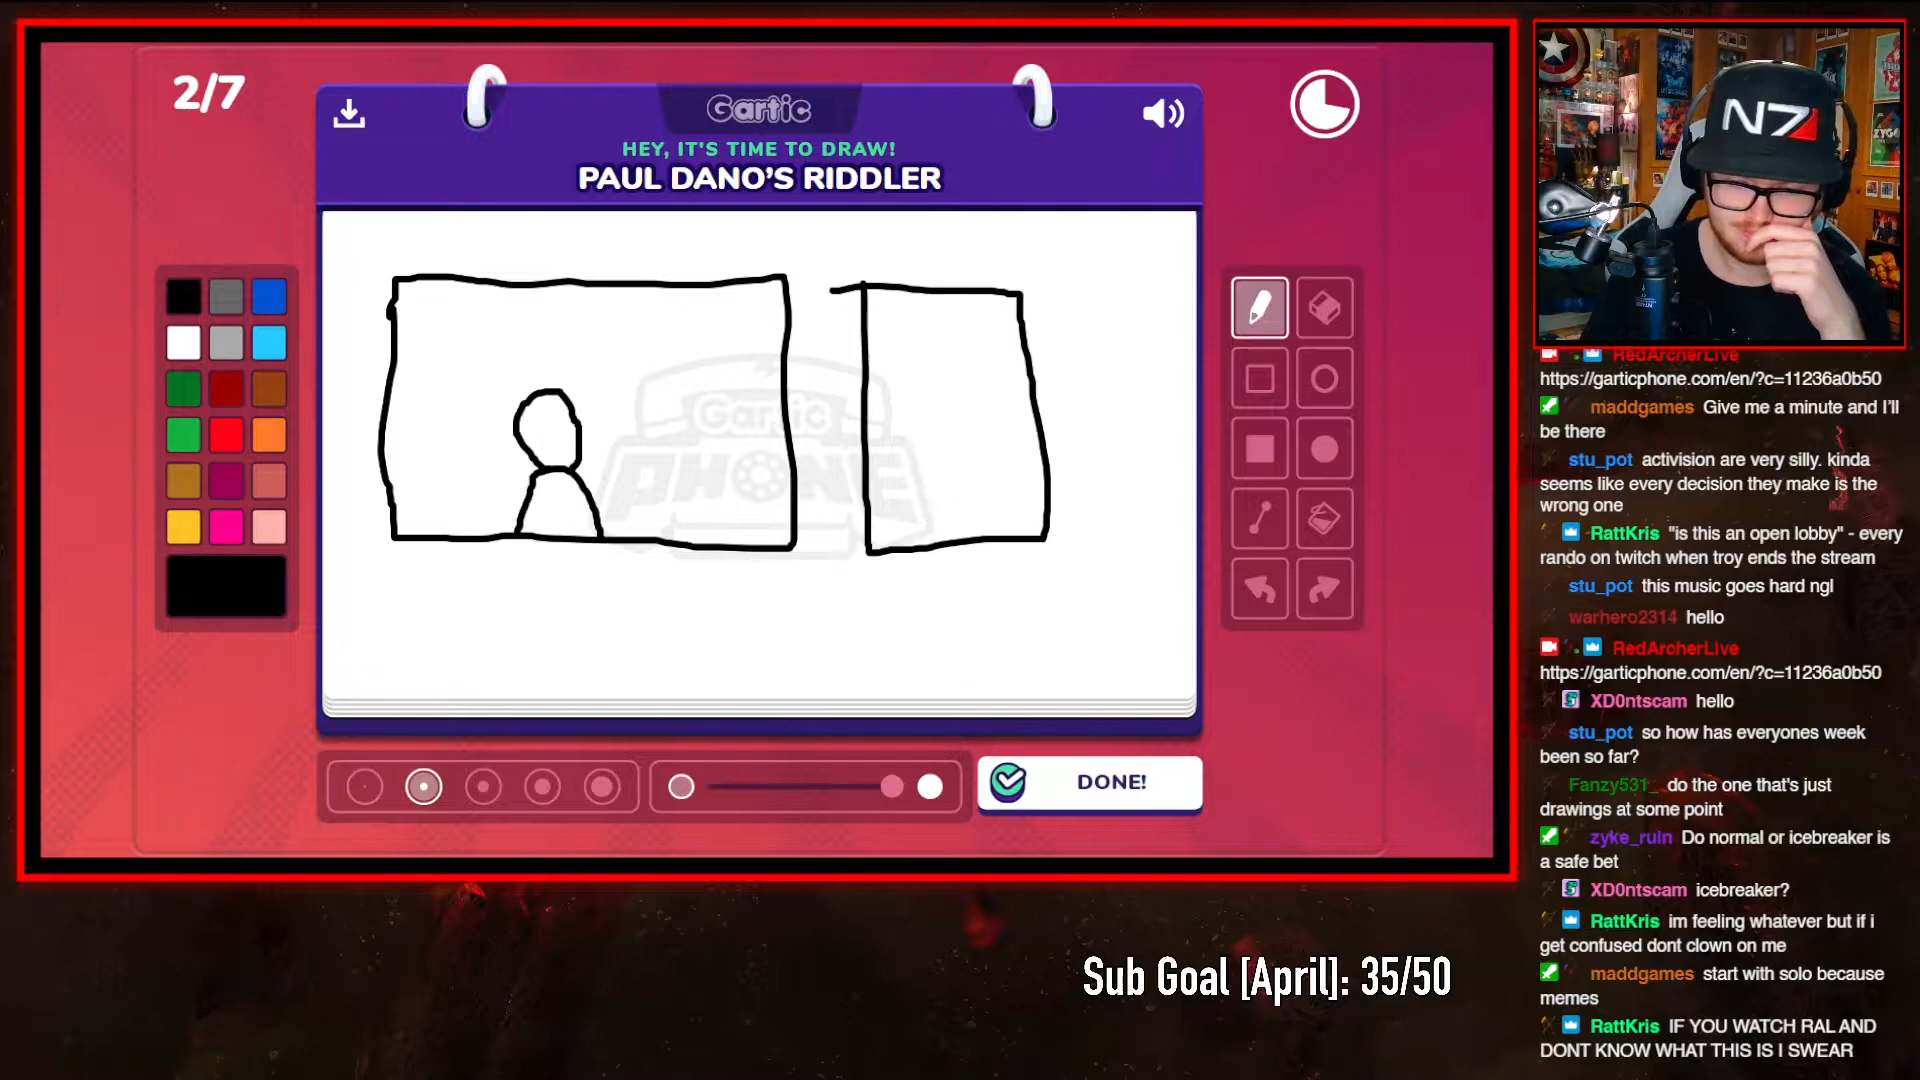 2/7
Gartic
HEY, IT'S TIME TO DRAW!
PAUL DANO'S RIDDLER
Gartic
PHONE
DONE!
Sub Goal [April]: 35/50
N7
RedArcherLive
https://garticphone.com/en/?c=11236a0b50
maddgames Give me a minute and I'll
be there
stu_pot activision are very silly. kinda
seems like every decision they make is the
wrong one
RattKris "is this an open lobby" - every
rando on twitch when troy ends the stream
stu_pot this music goes hard ngl
warhero2314 hello
RedArcherLive
https://garticphone.com/en/?c=11236a0b50
XD0ntscam hello
stu_pot so how has everyones week
been so far?
Fanzy531_ do the one that's just
drawings at some point
zyke_ruin Do normal or icebreaker is
a safe bet
XD0ntscam icebreaker?
RattKris im feeling whatever but if i
get confused dont clown on me
maddgames start with solo because
memes
RattKris IF YOU WATCH RAL AND
DONT KNOW WHAT THIS IS I SWEAR